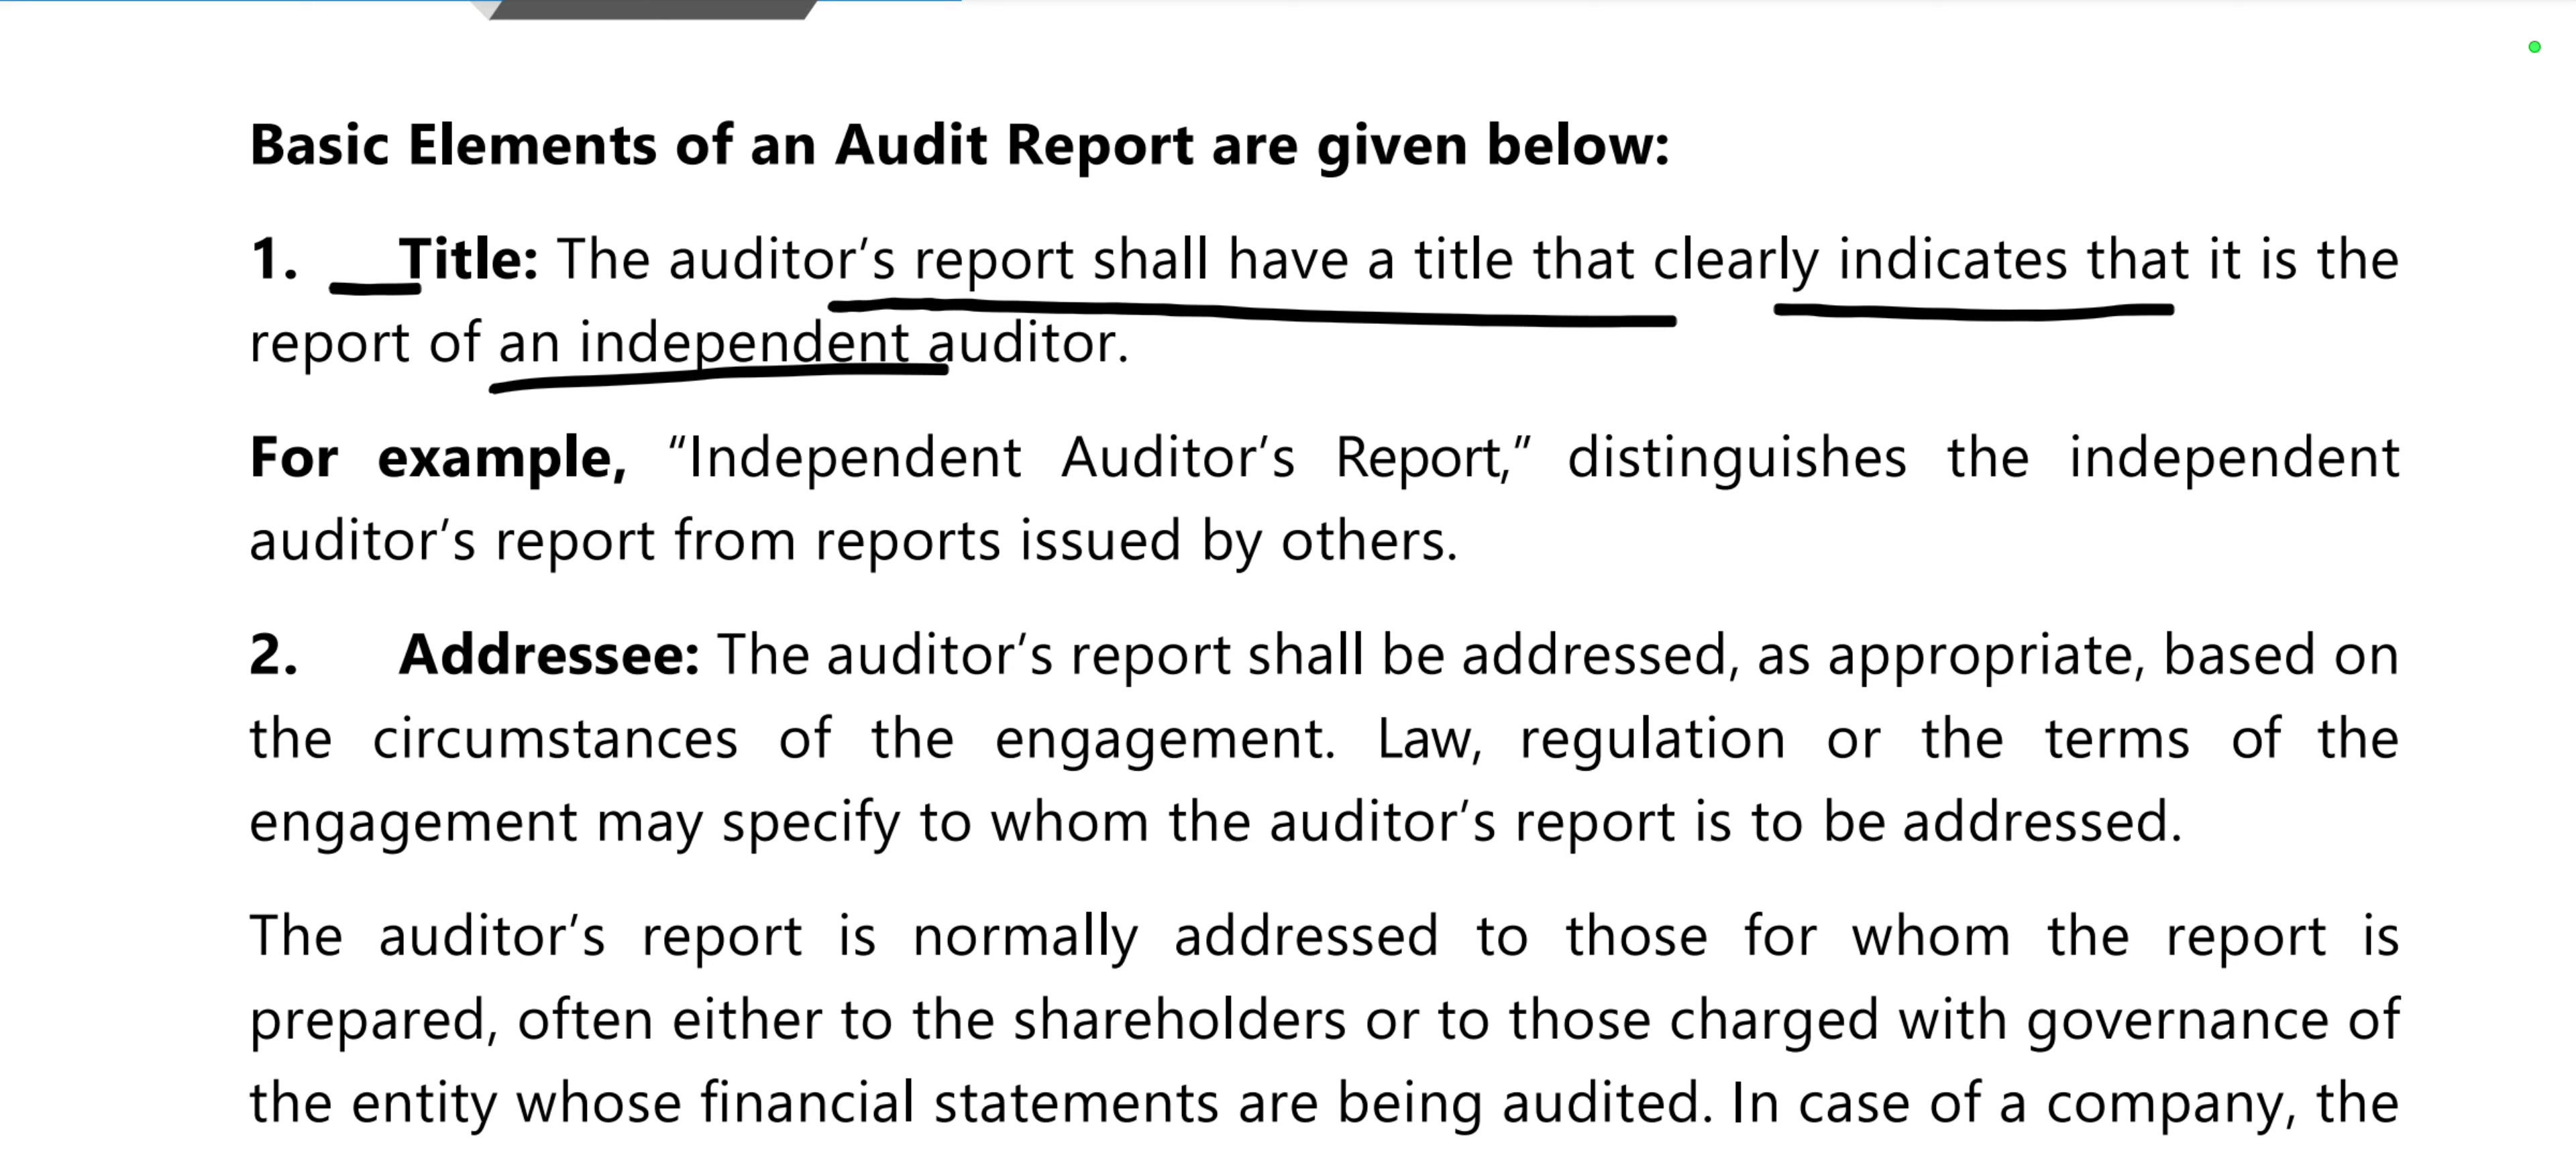 Basic Elements of an Audit Report are given below:
1. Title: The auditor’s report shall have a title that clearly indicates that it is the
report of an independent auditor.
For example, “Independent Auditor’s Report,” distinguishes the independent
auditor’s report from reports issued by others.
2. Addressee: The auditor’s report shall be addressed, as appropriate, based on
the circumstances of the engagement. Law, regulation or the terms of the
engagement may specify to whom the auditor’s report is to be addressed.
The auditor’s report is normally addressed to those for whom the report is
prepared, often either to the shareholders or to those charged with governance of
the entity whose financial statements are being audited. In case of a company, the